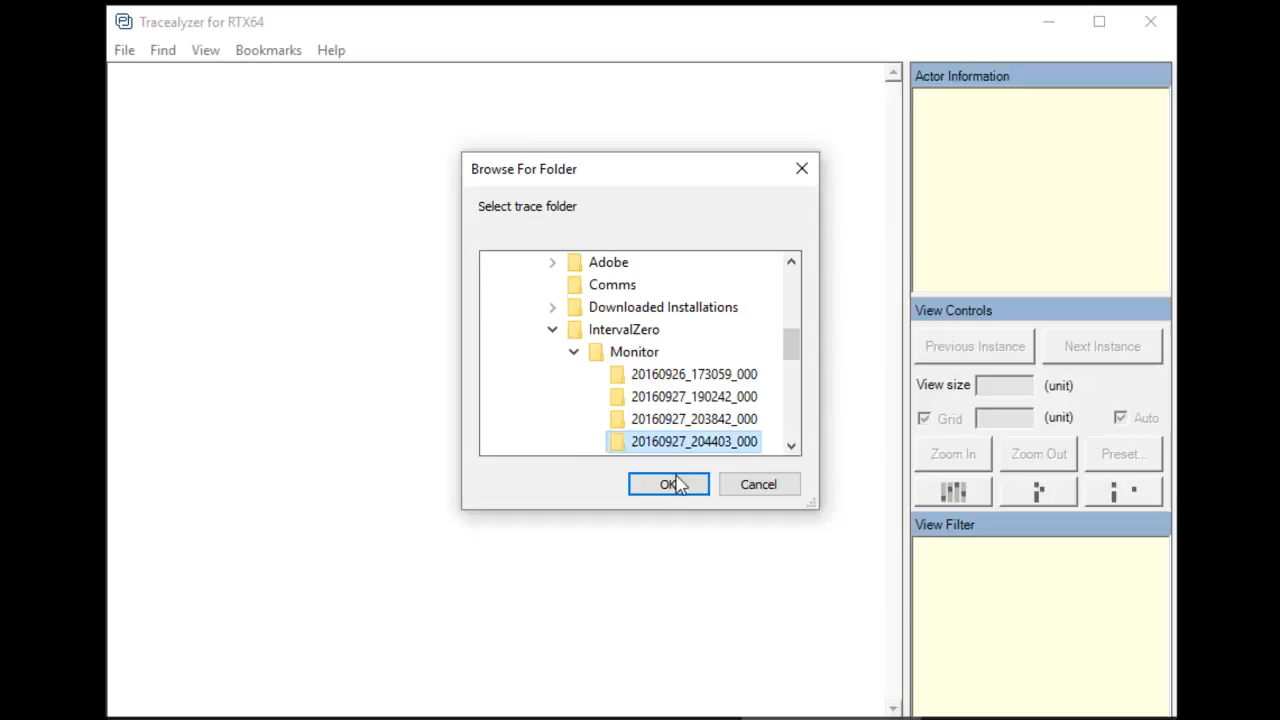 Tracealyzer for RTX64
File Find View Bookmarks Help
Actor Information
Browse For Folder
Select trace folder
Adobe
Comms
Downloaded Installations
IntervalZero
Monitor
20160926_173059_000
20160927_190242_000
20160927_203842_000
20160927_204403_000
OK Cancel
View Controls
Previous Instance Next Instance
View size (unit)
Grid (unit) Auto
Zoom In Zoom Out Preset...
View Filter